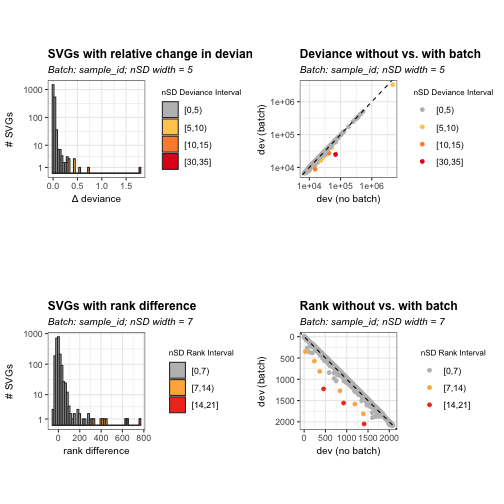 SVGs with relative change in devian
Batch: sample_id; nSD width = 5
# SVGs
1000
100
10
1
0.0 0.5 1.0 1.5
Δ deviance
nSD Deviance Interval
[0,5)
[5,10)
[10,15)
[30,35]
Deviance without vs. with batch
Batch: sample_id; nSD width = 5
dev (batch)
1e+06
1e+05
1e+04
1e+04 1e+05 1e+06
dev (no batch)
nSD Deviance Interval
[0,5)
[5,10)
[10,15)
[30,35]
SVGs with rank difference
Batch: sample_id; nSD width = 7
# SVGs
1000
100
10
1
0 200 400 600 800
rank difference
nSD Rank Interval
[0,7)
[7,14)
[14,21]
Rank without vs. with batch
Batch: sample_id; nSD width = 7
dev (batch)
0
500
1000
1500
2000
0 500 1000 1500 2000
dev (no batch)
nSD Rank Interval
[0,7)
[7,14)
[14,21]